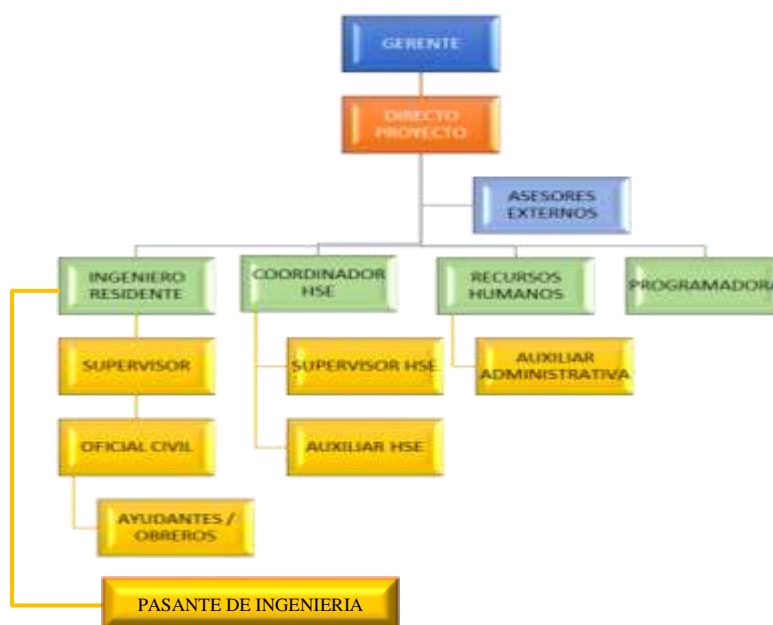 GERENTE
DIRECTO
PROYECTO
ASESORES
EXTERNOS
INGENIERO
RESIDENTE
COORDINADOR
HSE
RECURSOS
HUMANOS
PROGRAMADORA
SUPERVISOR
SUPERVISOR HSE
AUXILIAR
ADMINISTRATIVA
OFICIAL CIVIL
AUXILIAR HSE
AYUDANTES /
OBREROS
PASANTE DE INGENIERIA